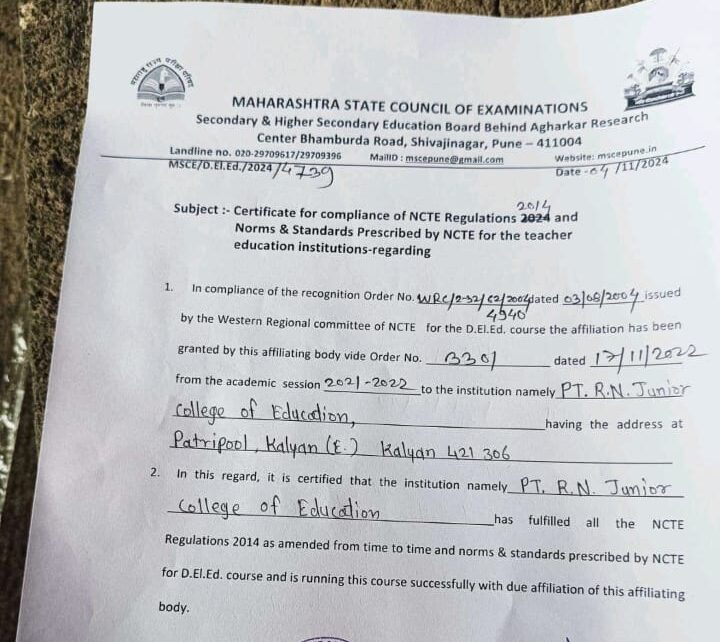 महाराष्ट्र राज्य परीक्षा परिषद
MAHARASHTRA STATE COUNCIL OF EXAMINATIONS
Secondary & Higher Secondary Education Board Behind Agharkar Research
Center Bhamburda Road, Shivajinagar, Pune – 411004
Landline no. 020-29709617/29709396 MailID : mscepune@gmail.com Website: mscepune.in
MSCE/D.El.Ed./2024/4739 Date - 04/11/2024
2014
Subject :- Certificate for compliance of NCTE Regulations 2024 and
Norms & Standards Prescribed by NCTE for the teacher
education institutions-regarding
1. In compliance of the recognition Order No. WRC/2-52/62/2004 dated 03/08/2004 issued
4940
by the Western Regional committee of NCTE for the D.El.Ed. course the affiliation has been
granted by this affiliating body vide Order No. 3301 dated 17/11/2022
from the academic session 2021-2022 to the institution namely PT. R.N. Junior
College of Education, having the address at
Patripool, Kalyan (E.) Kalyan 421 306
2. In this regard, it is certified that the institution namely PT. R.N. Junior
College of Education has fulfilled all the NCTE
Regulations 2014 as amended from time to time and norms & standards prescribed by NCTE
for D.El.Ed. course and is running this course successfully with due affiliation of this affiliating
body.